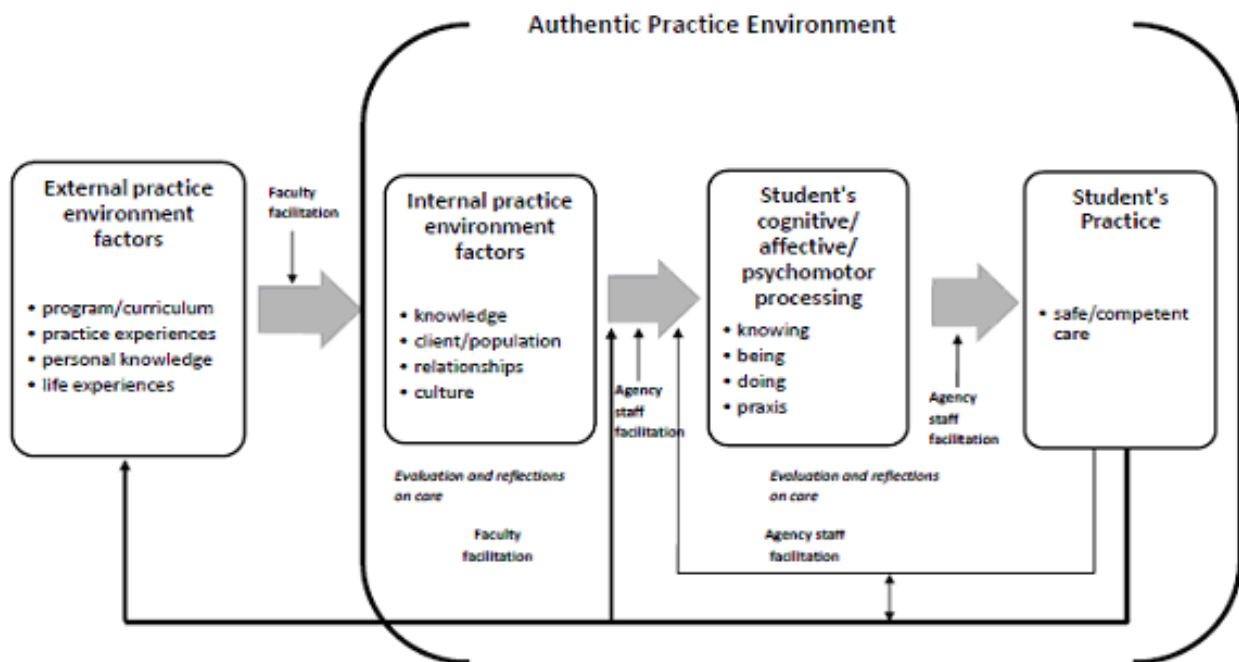 Authentic Practice Environment
External practice
environment
factors
• program/curriculum
• practice experiences
• personal knowledge
• life experiences
Faculty
facilitation
Internal practice
environment
factors
• knowledge
• client/population
• relationships
• culture
Agency
staff
facilitation
Student's
cognitive/
affective/
psychomotor
processing
• knowing
• being
• doing
• praxis
Agency
staff
facilitation
Student's
Practice
• safe/competent
care
Evaluation and reflections
on care
Faculty
facilitation
Evaluation and reflections
on care
Agency staff
facilitation